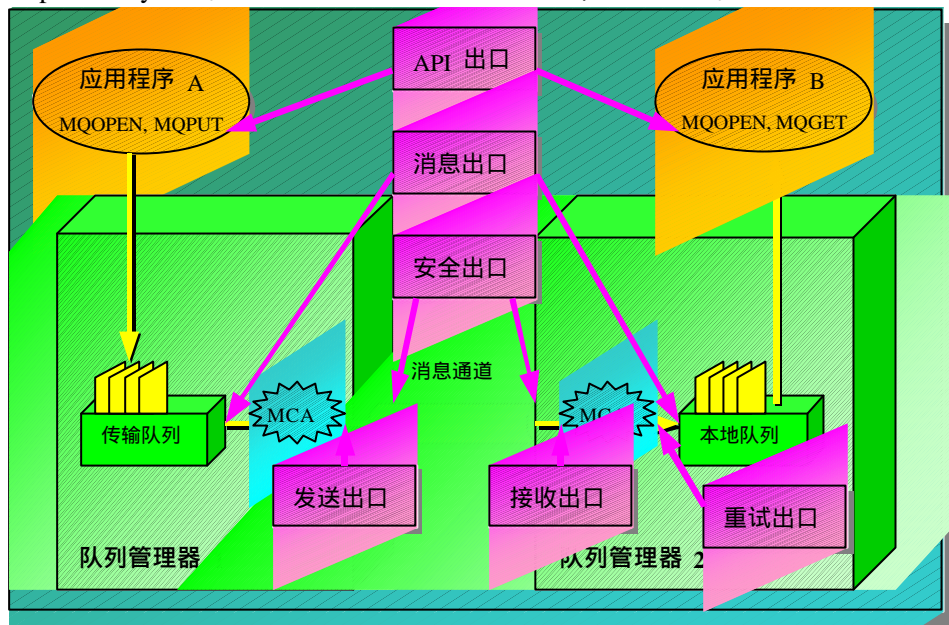 应用程序 A
MQOPEN, MQPUT
API 出口
应用程序 B
MQOPEN, MQGET
消息出口
安全出口
消息通道
MCA
传输队列
本地队列
发送出口
接收出口
重试出口
队列管理器
队列管理器 2